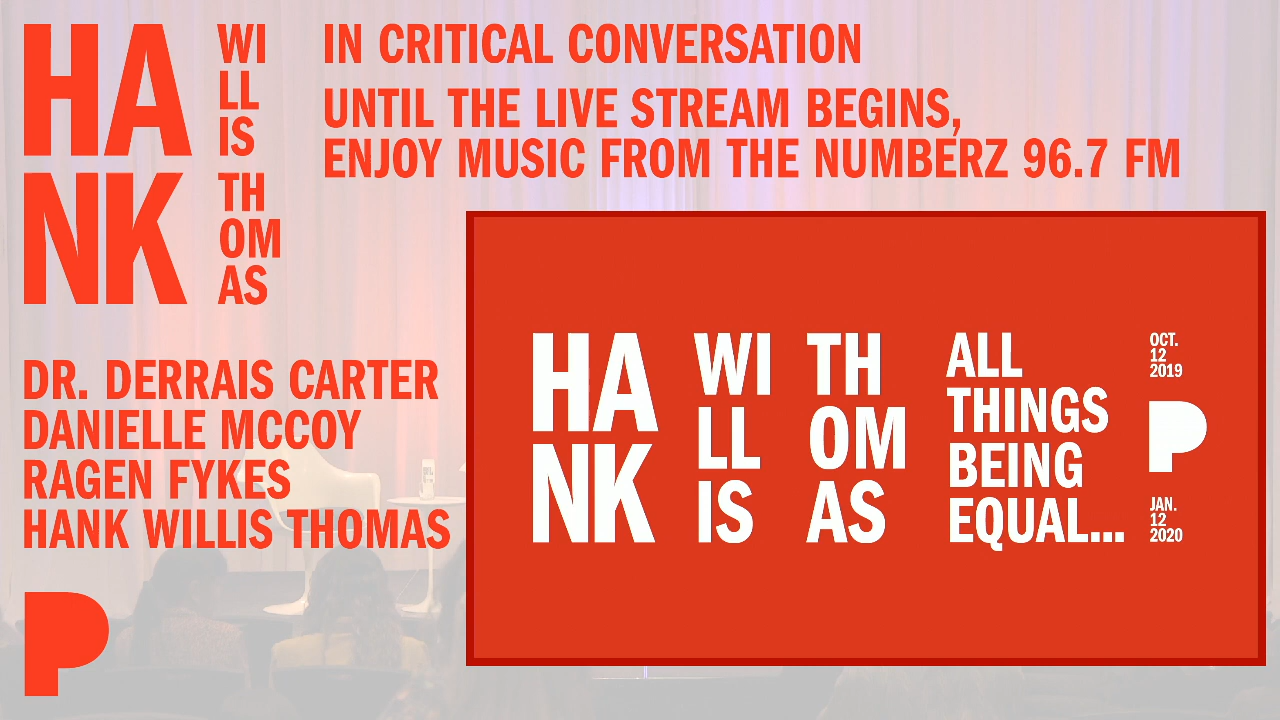 HA
NK
WI
LL
IS
TH
OM
AS
IN CRITICAL CONVERSATION
UNTIL THE LIVE STREAM BEGINS,
ENJOY MUSIC FROM THE NUMBERZ 96.7 FM
DR. DERRAIS CARTER
DANIELLE MCCOY
RAGEN FYKES
HANK WILLIS THOMAS
P
HA
NK
WI
LL
IS
TH
OM
AS
ALL
THINGS
BEING
EQUAL...
OCT.
12
2019
P
JAN.
12
2020